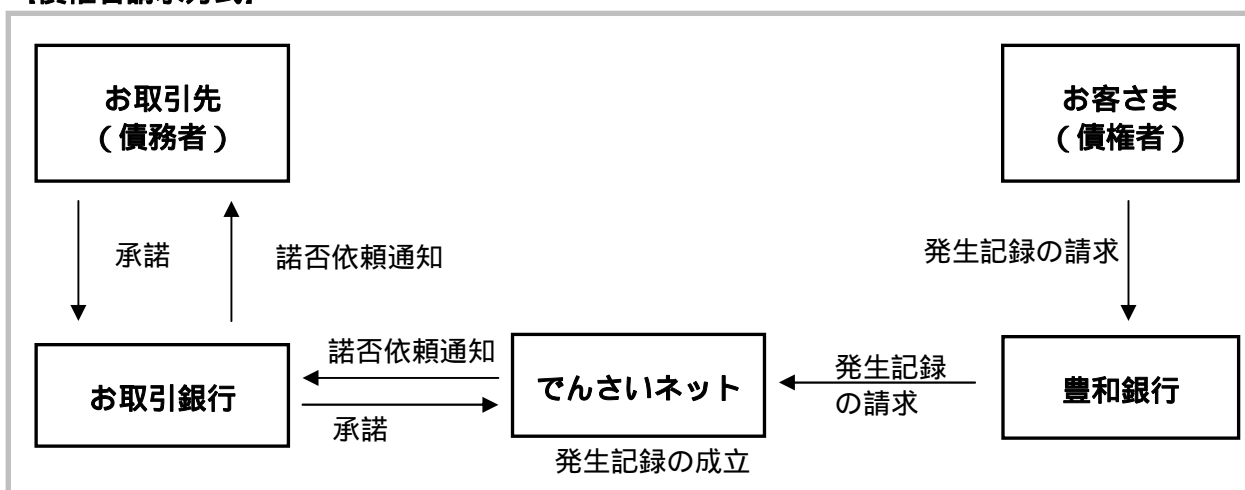 お取引先
（債務者）
お客さま
（債権者）
承諾
諾否依頼通知
発生記録の請求
お取引銀行
諾否依頼通知
承諾
でんさいネット
発生記録の成立
発生記録
の請求
豊和銀行